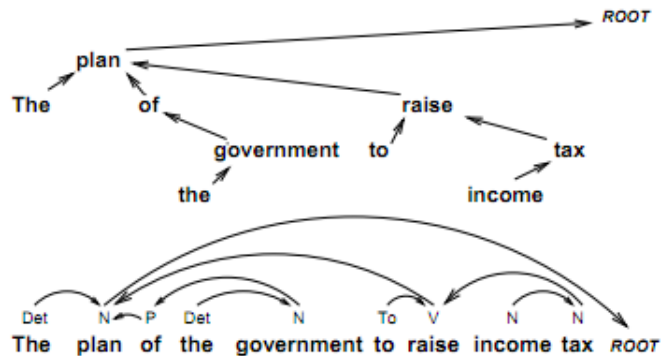 ROOT
plan
The of raise
government to tax
the income
Det N P Det N To V N N
The plan of the government to raise income tax ROOT